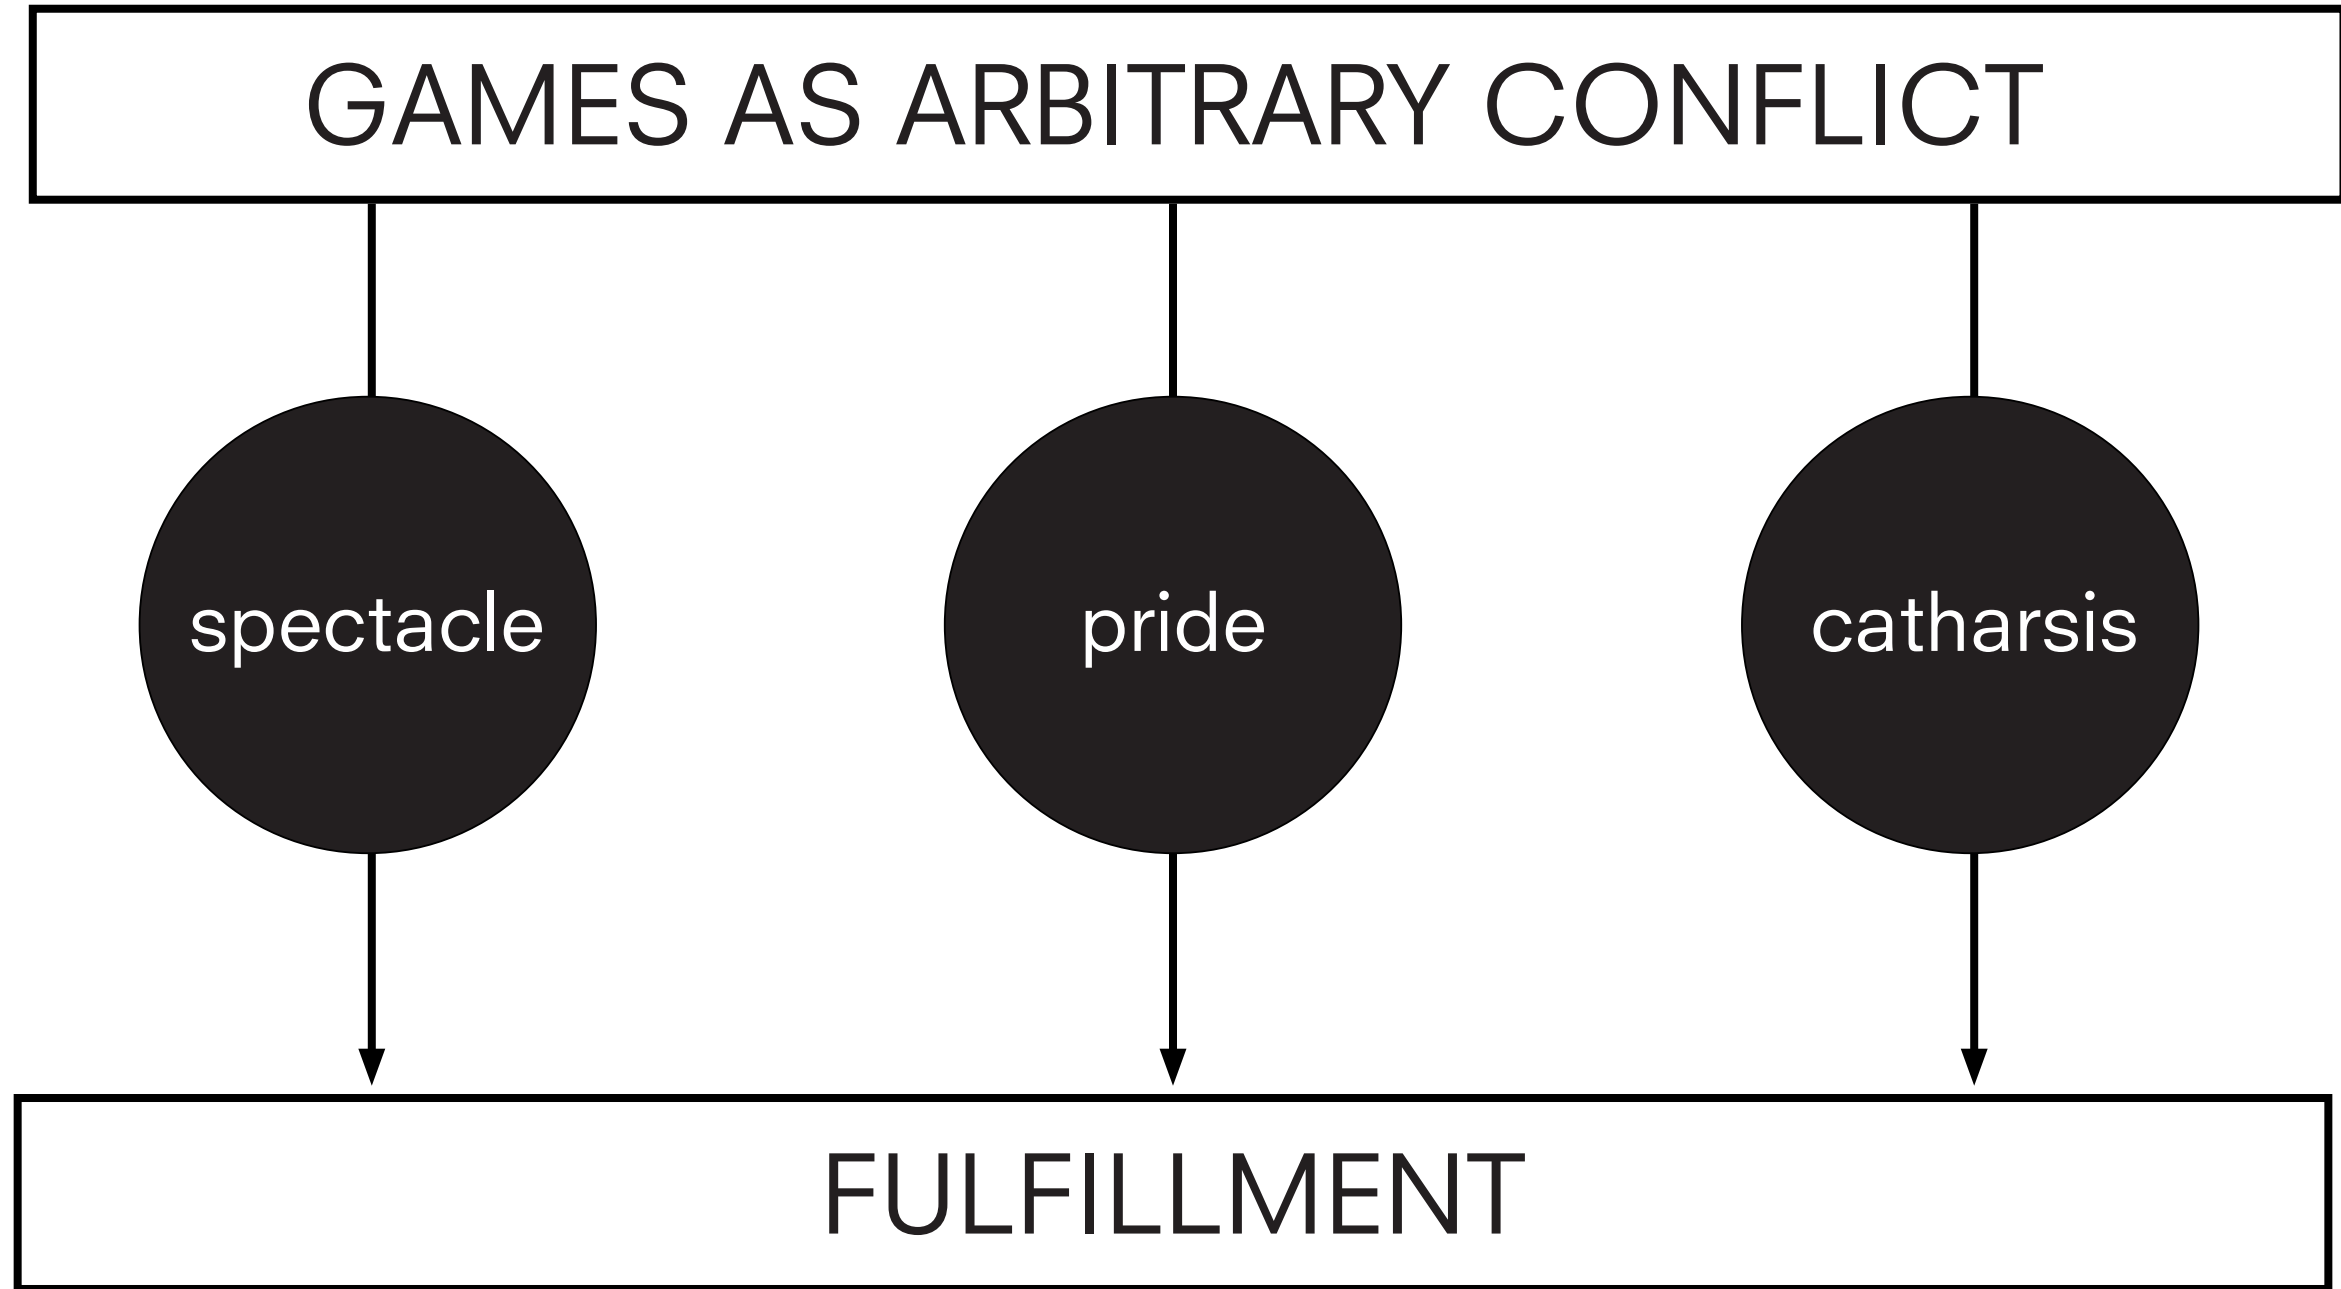 GAMES AS ARBITRARY CONFLICT
spectacle
pride
catharsis
FULFILLMENT